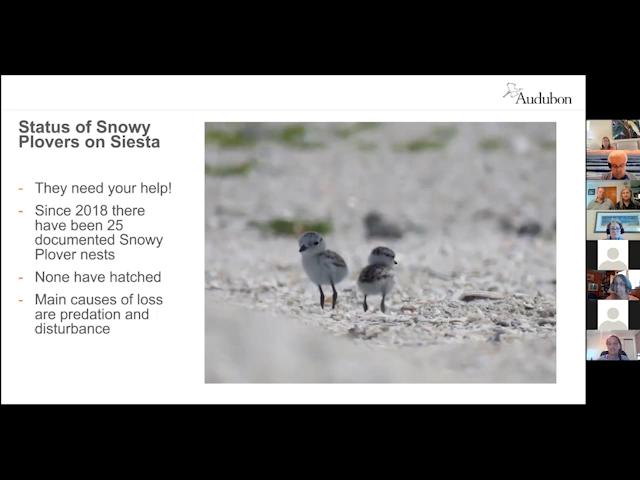 Audubon
Status of Snowy
Plovers on Siesta
- They need your help!
- Since 2018 there
have been 25
documented Snowy
Plover nests
- None have hatched
- Main causes of loss
are predation and
disturbance